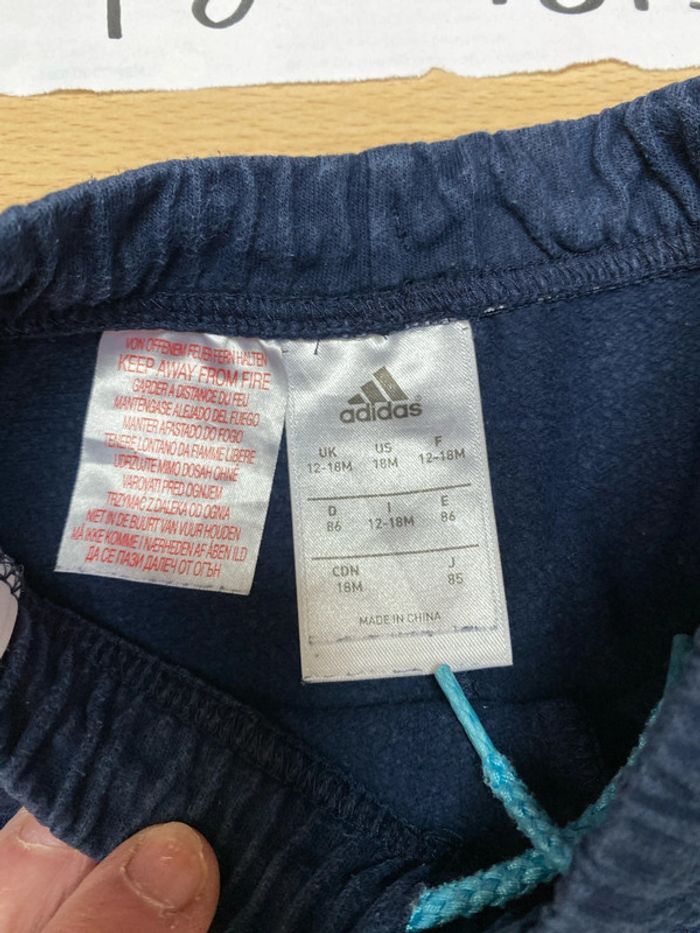 VON OFFENEM FEUER FERN HALTEN
KEEP AWAY FROM FIRE
GARDER A DISTANCE DU FEU
MANTÉNGASE ALEJADO DEL FUEGO
MANTER AFASTADO DO FOGO
TENERE LONTANO DA FIAMME LIBERE
UDRZUJTE MIMO DOSAH OHNĚ
VAROVATI PRED OGNJEM
TRZYMAĆ Z DALEKA OD OGNIA
NIET IN DE BUURT VAN VUUR HOUDEN
MÅ IKKE KOMME I NÆRHEDEN AF ÅBEN ILD
ДА СЕ ПАЗИ ДАЛЕЧ ОТ ОГЪН
adidas
UK US F
12-18M 18M 12-18M
D I E
86 12-18M 86
CDN J
18M 85
MADE IN CHINA